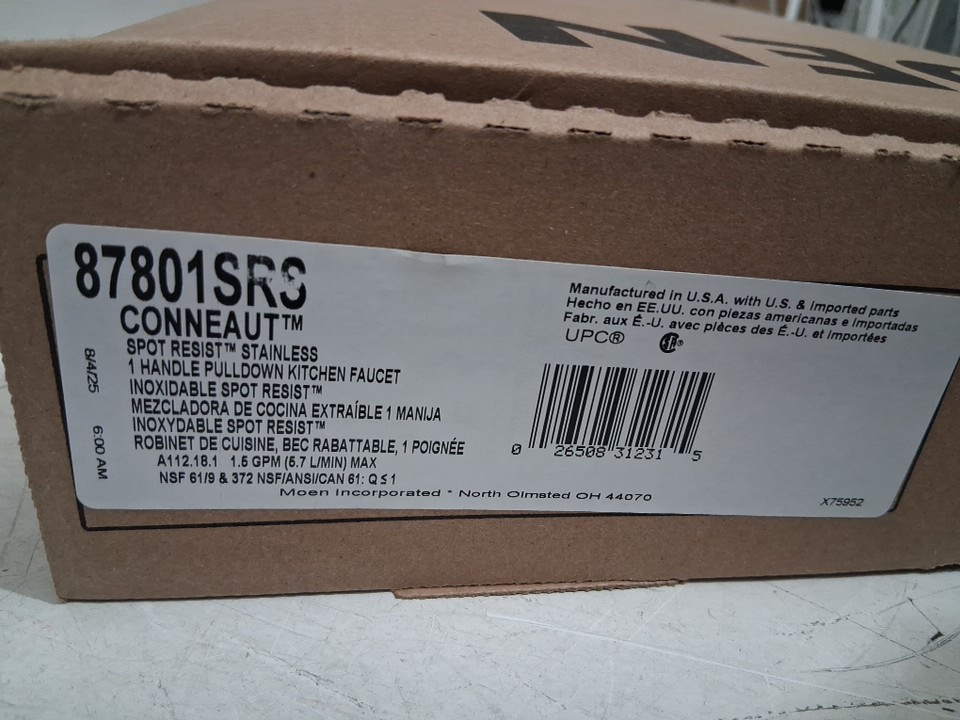 87801SRS
CONNEAUT™
SPOT RESIST™ STAINLESS
1 HANDLE PULLDOWN KITCHEN FAUCET
INOXIDABLE SPOT RESIST™
MEZCLADORA DE COCINA EXTRAÍBLE 1 MANIJA
INOXYDABLE SPOT RESIST™
ROBINET DE CUISINE, BEC RABATTABLE, 1 POIGNÉE
A112.18.1 1.5 GPM (5.7 L/MIN) MAX
NSF 61/9 & 372 NSF/ANSI/CAN 61: Q ≤ 1
Moen Incorporated * North Olmsted OH 44070
8/4/25 6:00 AM
Manufactured in U.S.A. with U.S. & imported parts
Hecho en EE.UU. con piezas americanas e importadas
Fabr. aux É.-U. avec pièces des É.-U. et importées
UPC®
0 26508 31231 5
X75952